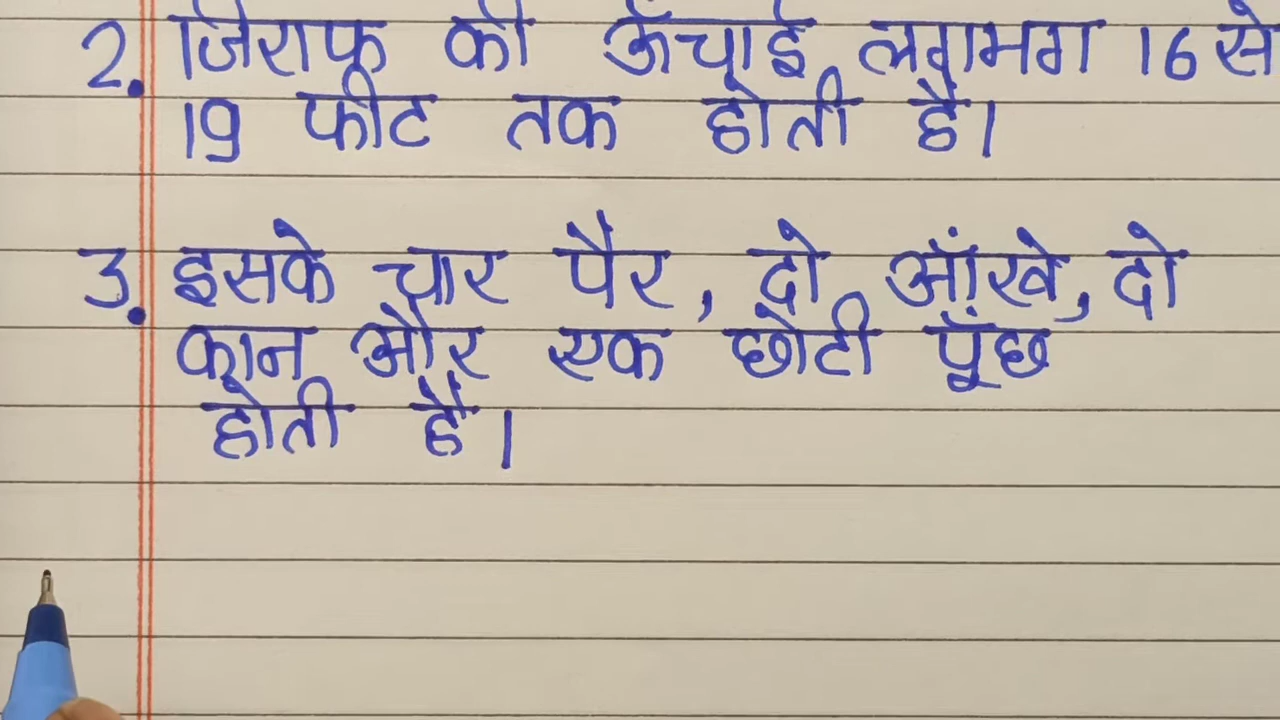 2. जिराफ की ऊँचाई लगभग 16 से
19 फीट तक होती है।
3. इसके चार पैर, दो आँखे, दो
कान और एक छोटी पूँछ
होती हैं।